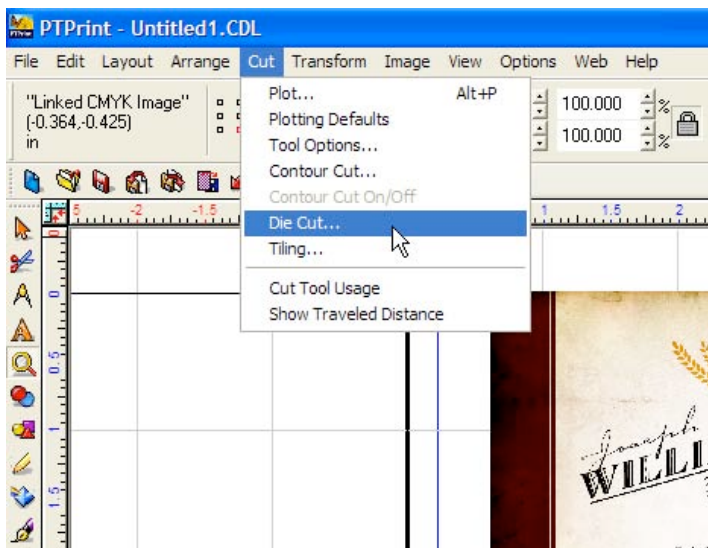 PTPrint - Untitled1.CDL
File Edit Layout Arrange Cut Transform Image View Options Web Help
"Linked CMYK Image"
(-0.364,-0.425)
in
100.000 %
100.000 %
Plot... Alt+P
Plotting Defaults
Tool Options...
Contour Cut...
Contour Cut On/Off
Die Cut...
Tiling...
Cut Tool Usage
Show Traveled Distance
-2 -1.5 1 1.5 2
0
0.5
1
1.5
Joseph
WILLI